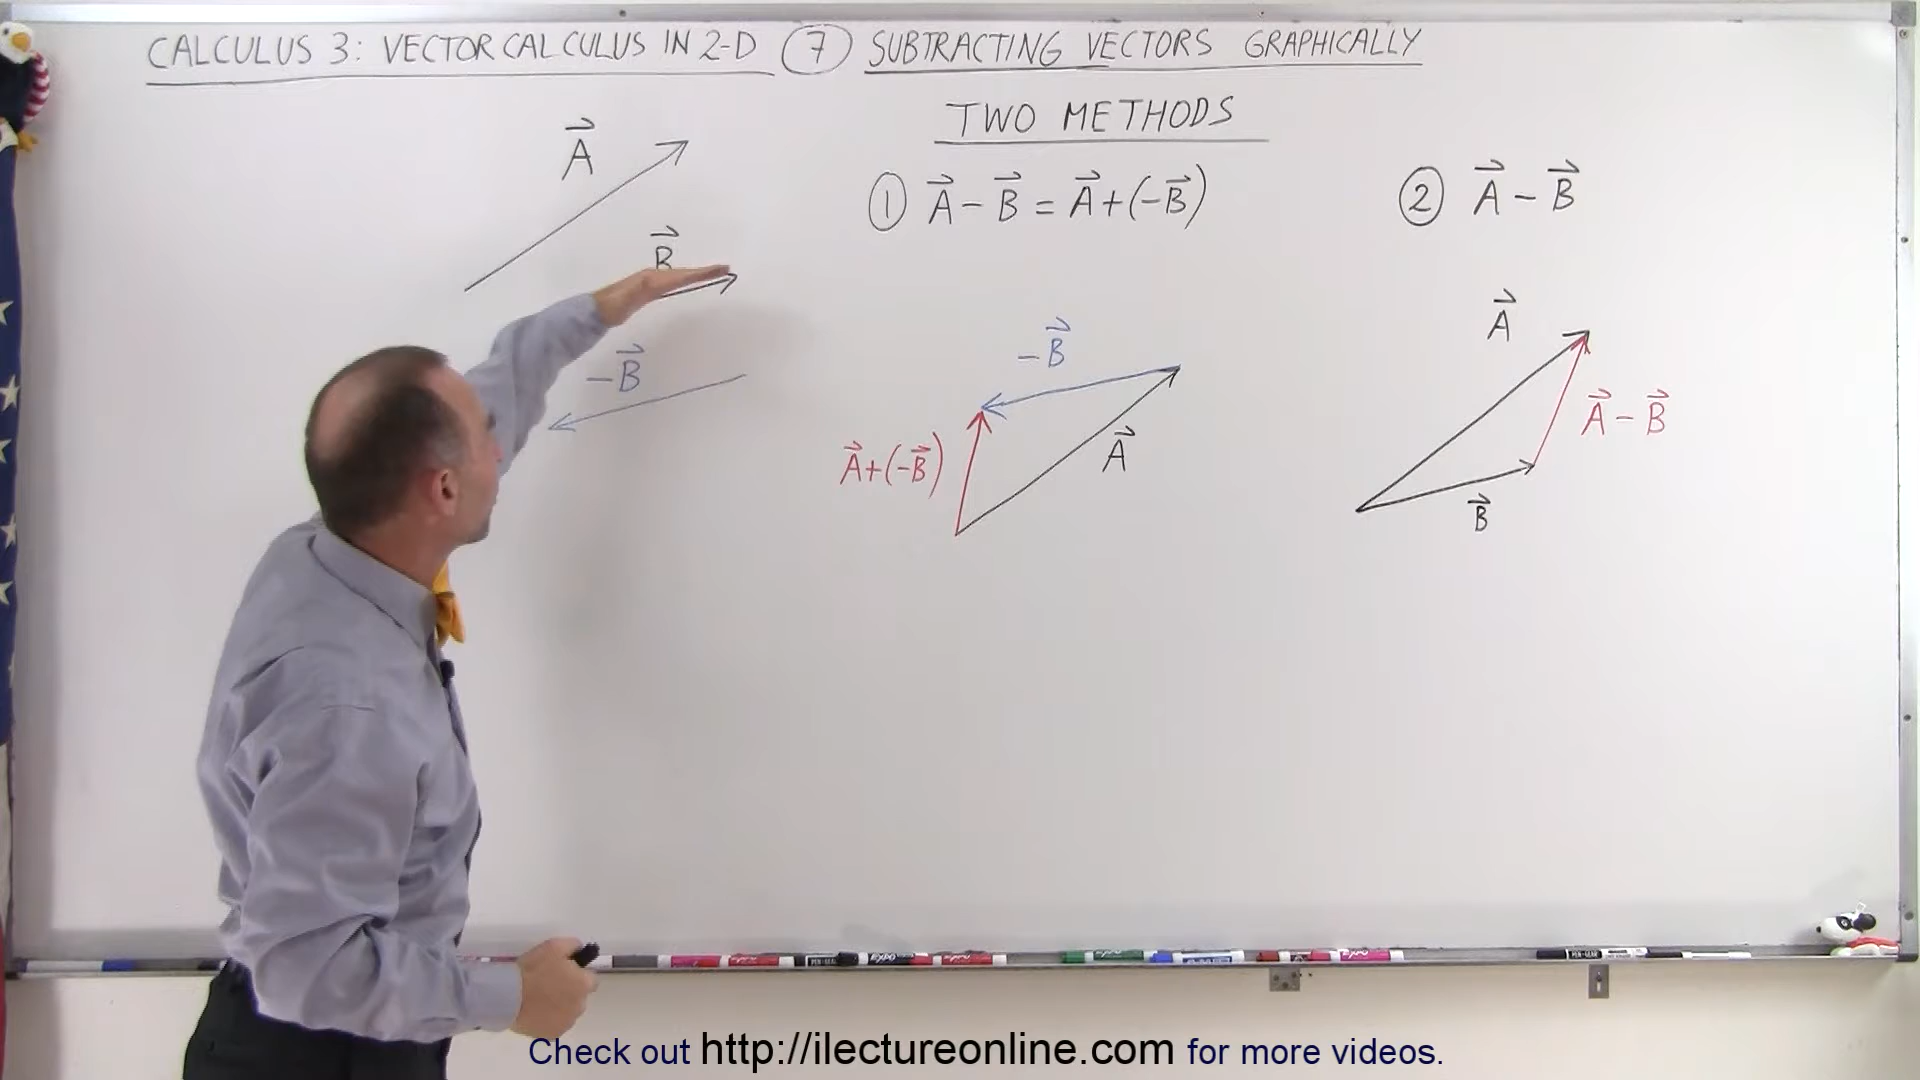 CALCULUS 3: VECTOR CALCULUS IN 2-D ⑦ SUBTRACTING VECTORS GRAPHICALLY
TWO METHODS
① A⃗ − B⃗ = A⃗ + (−B⃗)
② A⃗ − B⃗
A⃗
B⃗
−B⃗
−B⃗
A⃗
A⃗ + (−B⃗)
A⃗
A⃗ − B⃗
B⃗
Check out http://ilectureonline.com for more videos.